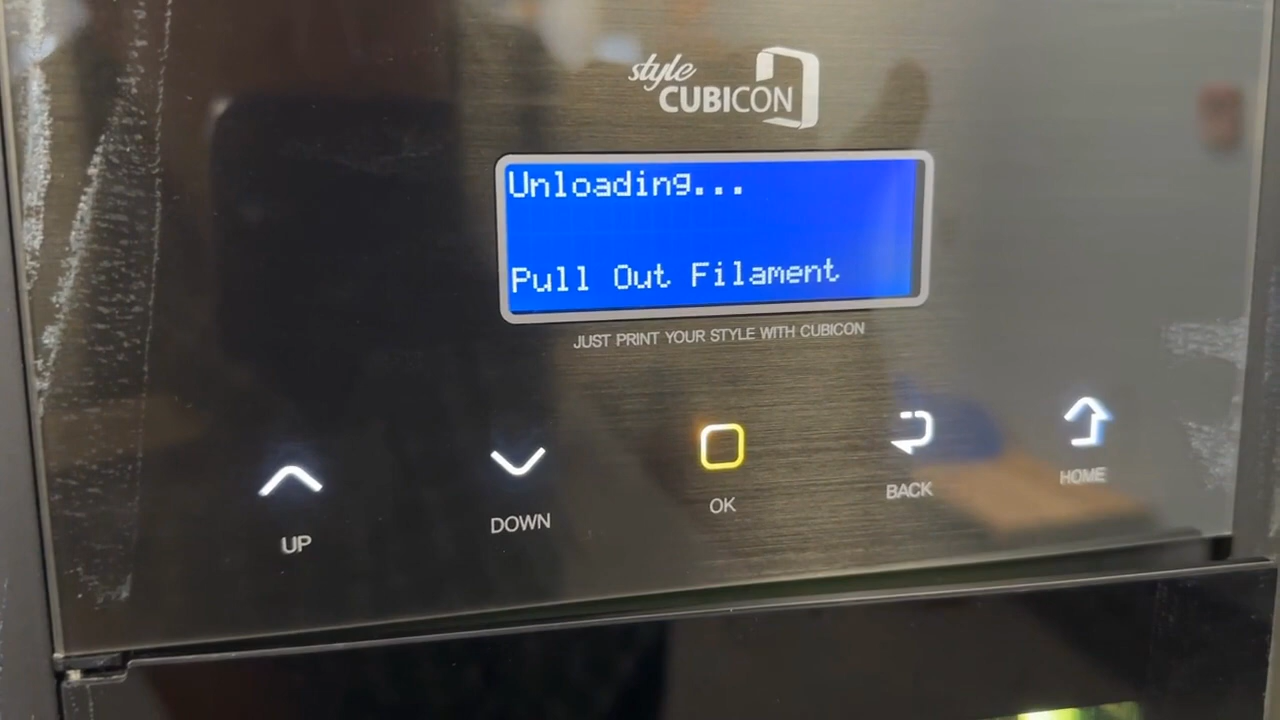 style
CUBICON
Unloading...
Pull Out Filament
JUST PRINT YOUR STYLE WITH CUBICON
UP
DOWN
OK
BACK
HOME